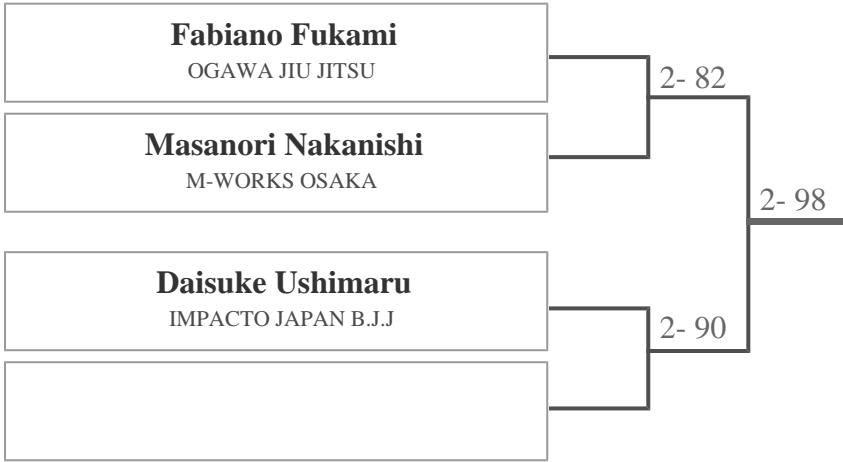 Fabiano Fukami
OGAWA JIU JITSU
2- 82
Masanori Nakanishi
M-WORKS OSAKA
2- 98
Daisuke Ushimaru
IMPACTO JAPAN B.J.J
2- 90